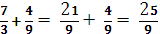 7/3 + 4/9 = 21/9 + 4/9 = 25/9